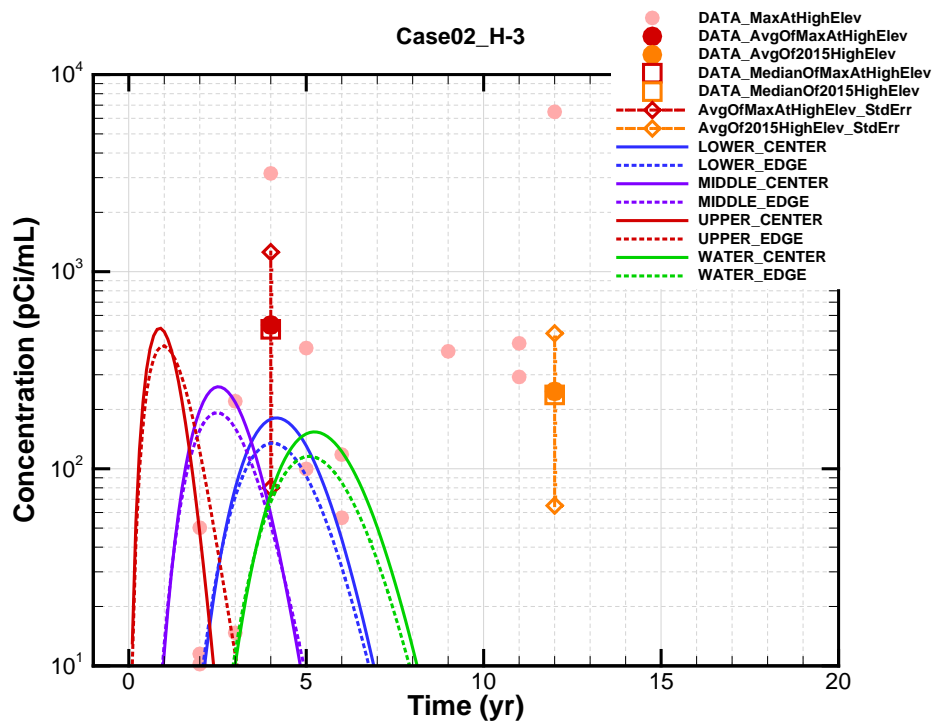 Case02_H-3
DATA_MaxAtHighElev
DATA_AvgOfMaxAtHighElev
DATA_AvgOf2015HighElev
DATA_MedianOfMaxAtHighElev
DATA_MedianOf2015HighElev
AvgOfMaxAtHighElev_StdErr
AvgOf2015HighElev_StdErr
LOWER_CENTER
LOWER_EDGE
MIDDLE_CENTER
MIDDLE_EDGE
UPPER_CENTER
UPPER_EDGE
WATER_CENTER
WATER_EDGE
Concentration (pCi/mL)
10^4
10^3
10^2
10^1
0 5 10 15 20
Time (yr)